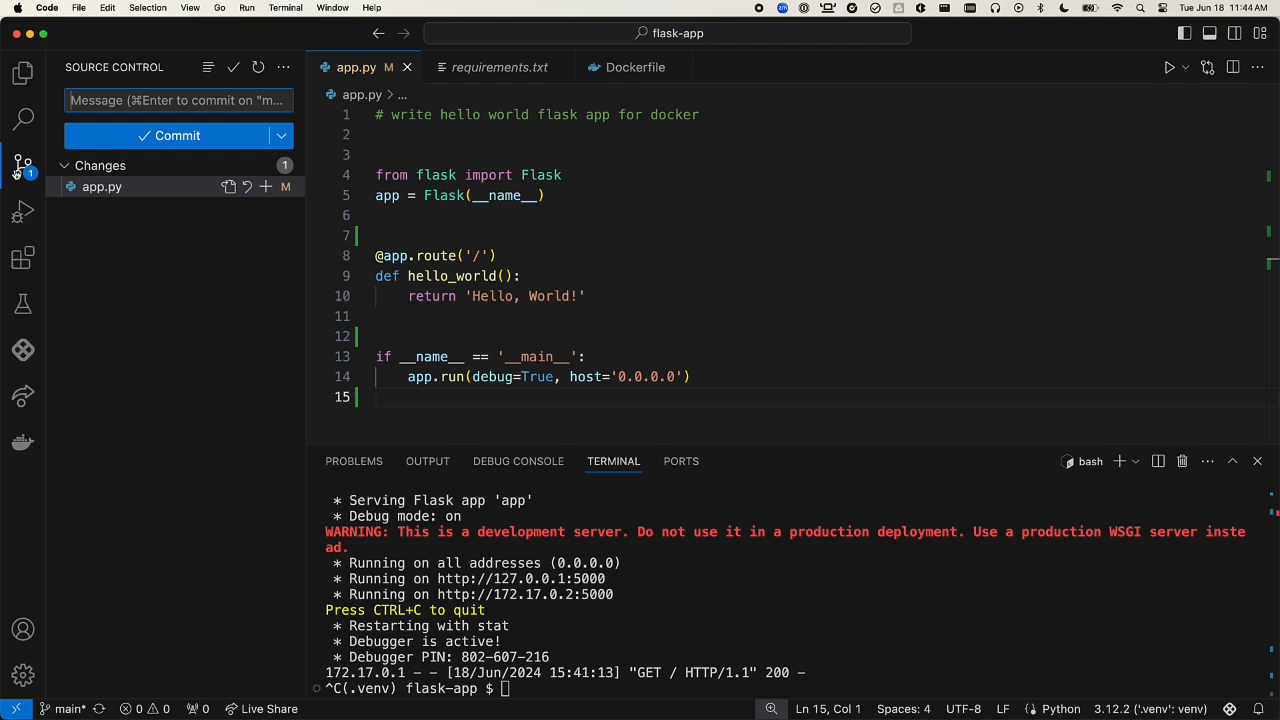 Code File Edit Selection View Go Run Terminal Window Help
Tue Jun 18 11:44 AM
flask-app
SOURCE CONTROL
Message (⌘Enter to commit on "m...
Commit
Changes 1
app.py M
1
app.py M
requirements.txt
Dockerfile
app.py > ...
1 # write hello world flask app for docker
2
3
4 from flask import Flask
5 app = Flask(__name__)
6
7
8 @app.route('/')
9 def hello_world():
10 return 'Hello, World!'
11
12
13 if __name__ == '__main__':
14 app.run(debug=True, host='0.0.0.0')
15
PROBLEMS OUTPUT DEBUG CONSOLE TERMINAL PORTS
bash
* Serving Flask app 'app'
* Debug mode: on
WARNING: This is a development server. Do not use it in a production deployment. Use a production WSGI server inste
ad.
* Running on all addresses (0.0.0.0)
* Running on http://127.0.0.1:5000
* Running on http://172.17.0.2:5000
Press CTRL+C to quit
* Restarting with stat
* Debugger is active!
* Debugger PIN: 802-607-216
172.17.0.1 - - [18/Jun/2024 15:41:13] "GET / HTTP/1.1" 200 -
^C(.venv) flask-app $
main* 0 0 0 Live Share
Ln 15, Col 1 Spaces: 4 UTF-8 LF Python 3.12.2 ('.venv': venv)